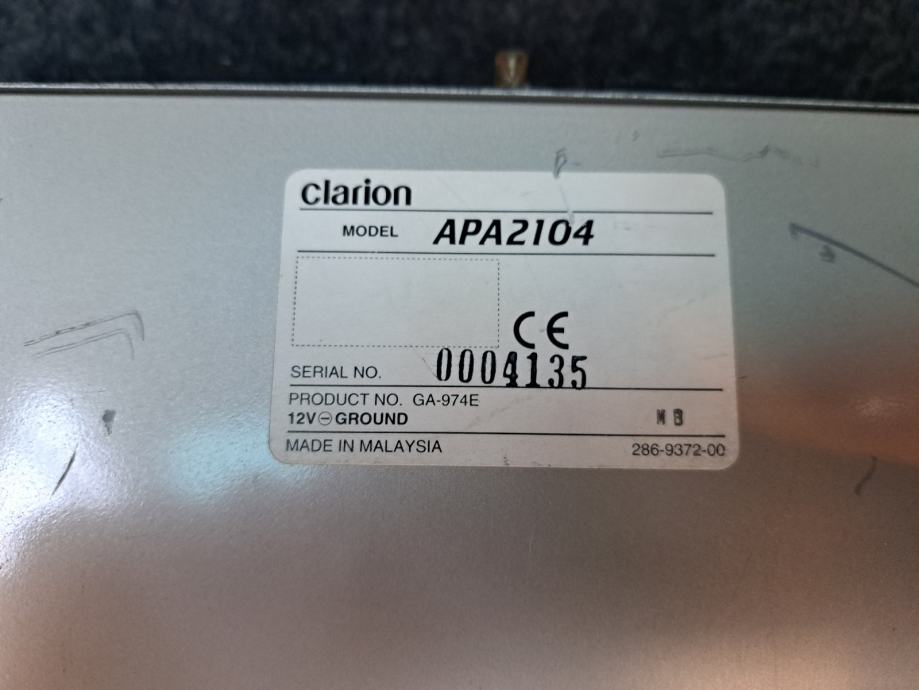 clarion
MODEL APA2104
CE
SERIAL NO. 0004135
PRODUCT NO. GA-974E
12V⊖GROUND M B
MADE IN MALAYSIA 286-9372-00